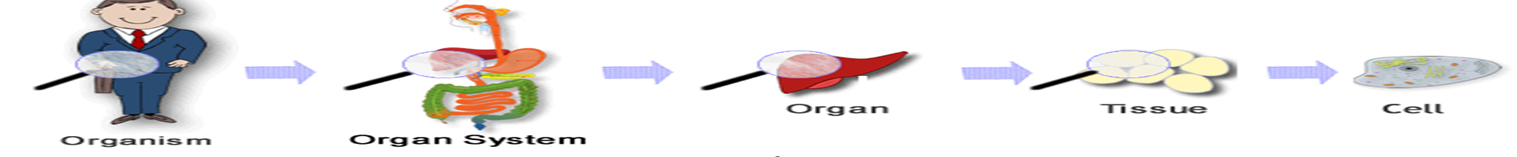 Organism
Organ System
Organ
Tissue
Cell